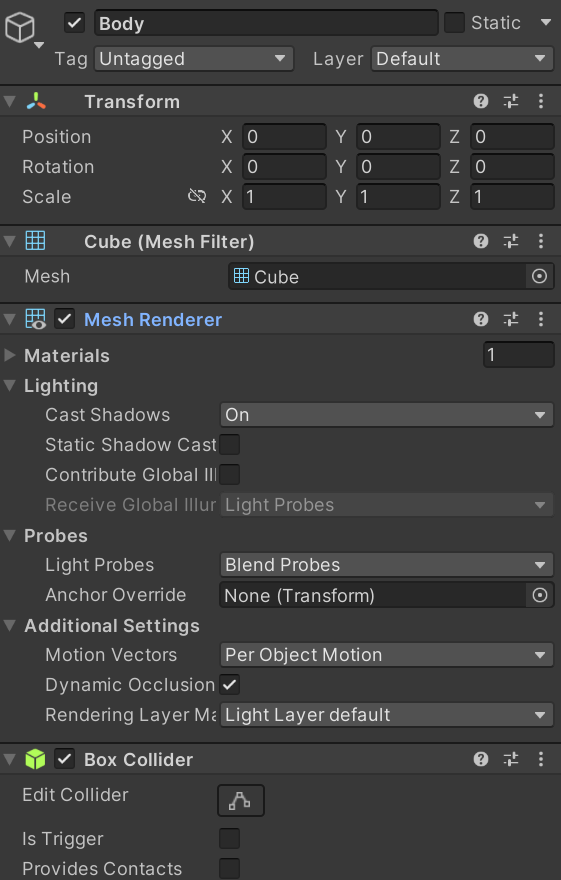 Body Static
Tag Untagged Layer Default
Transform
Position X 0 Y 0 Z 0
Rotation X 0 Y 0 Z 0
Scale X 1 Y 1 Z 1
Cube (Mesh Filter)
Mesh Cube
Mesh Renderer
Materials 1
Lighting
Cast Shadows On
Static Shadow Cast
Contribute Global Ill
Receive Global Illur Light Probes
Probes
Light Probes Blend Probes
Anchor Override None (Transform)
Additional Settings
Motion Vectors Per Object Motion
Dynamic Occlusion
Rendering Layer Ma Light Layer default
Box Collider
Edit Collider
Is Trigger
Provides Contacts